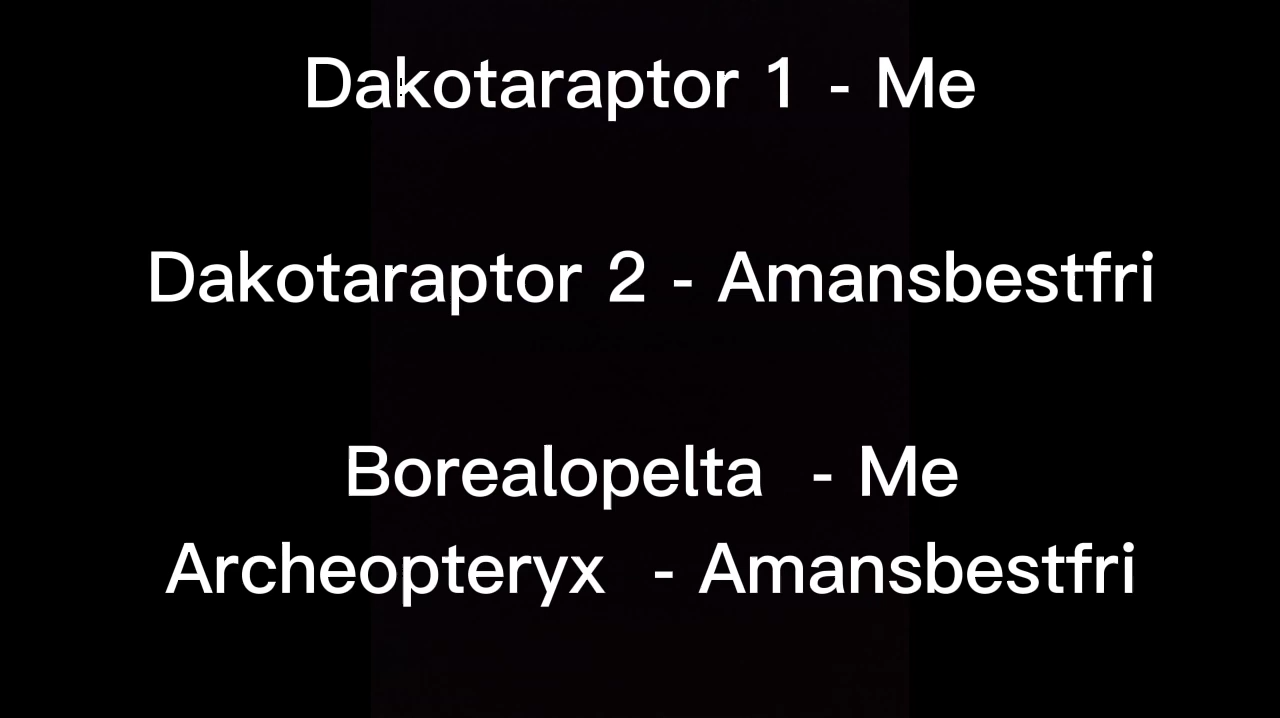 Dakotaraptor 1 - Me
Dakotaraptor 2 - Amansbestfri
Borealopelta - Me
Archeopteryx - Amansbestfri